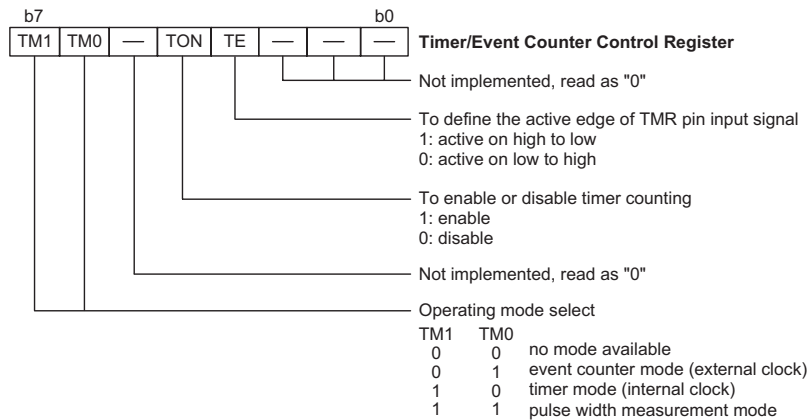 b7 b0
TM1 TM0 — TON TE — — — Timer/Event Counter Control Register
Not implemented, read as "0"
To define the active edge of TMR pin input signal
1: active on high to low
0: active on low to high
To enable or disable timer counting
1: enable
0: disable
Not implemented, read as "0"
Operating mode select
TM1 TM0
0 0 no mode available
0 1 event counter mode (external clock)
1 0 timer mode (internal clock)
1 1 pulse width measurement mode